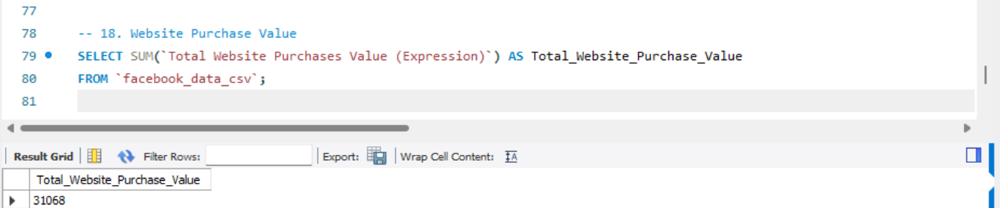 77
78 -- 18. Website Purchase Value
79 SELECT SUM(`Total Website Purchases Value (Expression)`) AS Total_Website_Purchase_Value
80 FROM `facebook_data_csv`;
81
Result Grid Filter Rows: Export: Wrap Cell Content: IA
Total_Website_Purchase_Value
31068